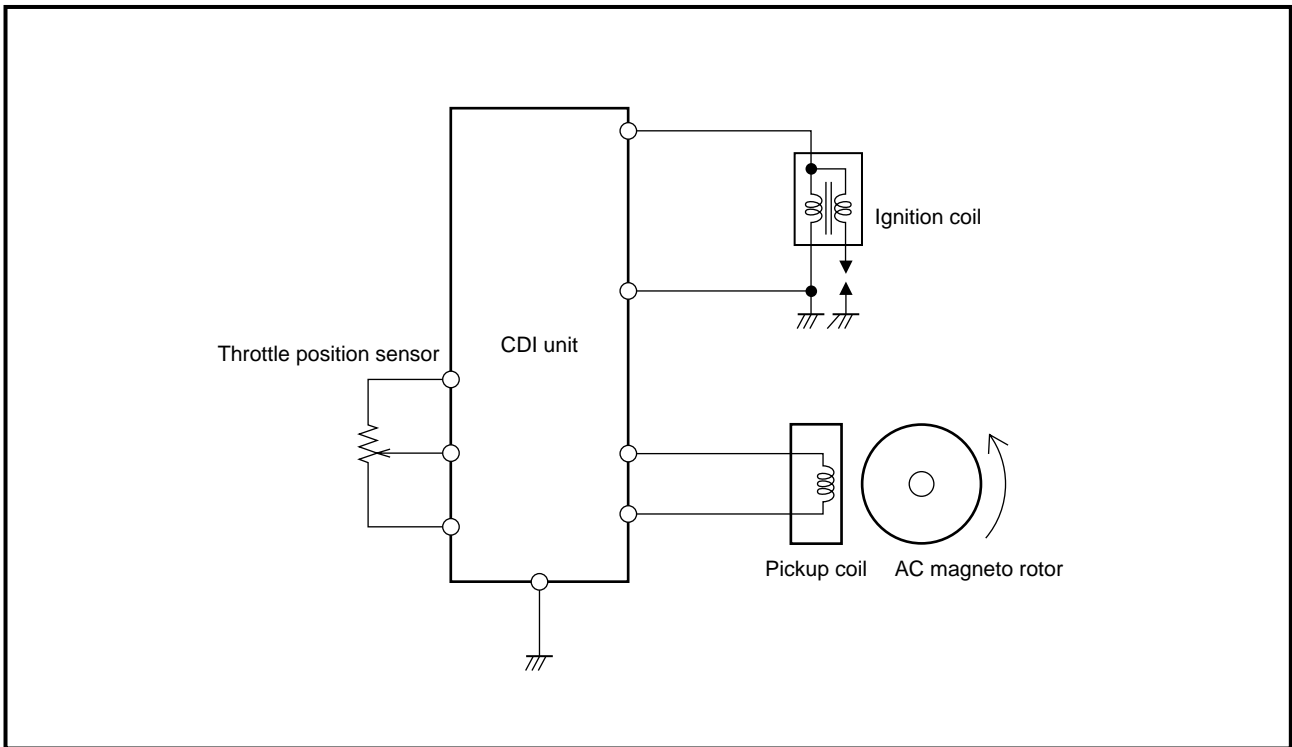 Ignition coil
CDI unit
Throttle position sensor
Pickup coil
AC magneto rotor